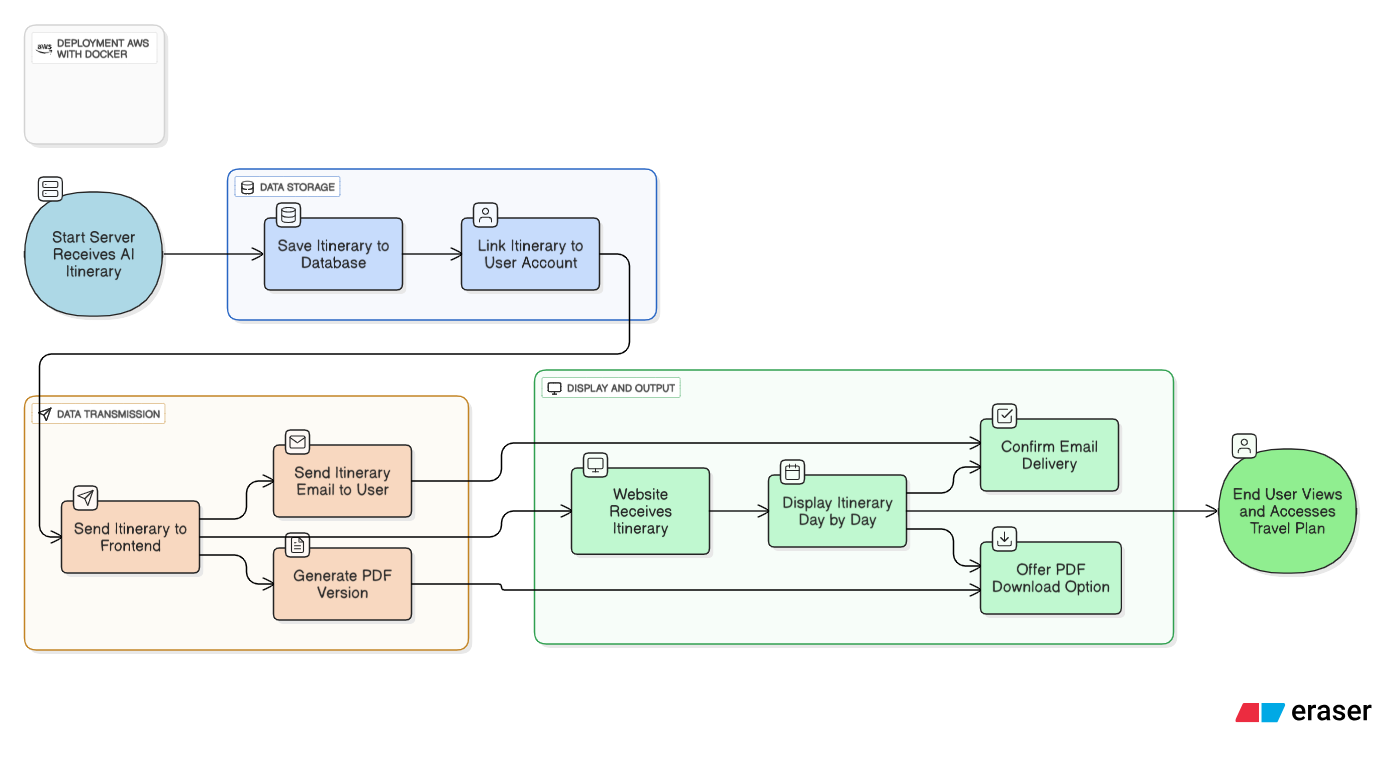 aws
DEPLOYMENT AWS
WITH DOCKER
Start Server
Receives AI
Itinerary
DATA STORAGE
Save Itinerary to
Database
Link Itinerary to
User Account
DATA TRANSMISSION
Send Itinerary to
Frontend
Send Itinerary
Email to User
Generate PDF
Version
DISPLAY AND OUTPUT
Website
Receives
Itinerary
Display Itinerary
Day by Day
Confirm Email
Delivery
Offer PDF
Download Option
End User Views
and Accesses
Travel Plan
eraser